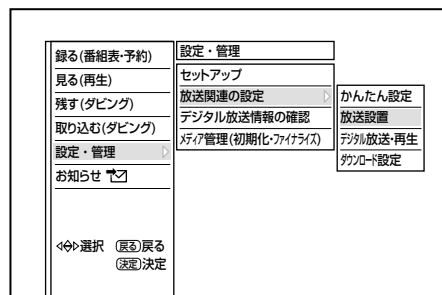 録る(番組表･予約)
見る(再生)
残す(ダビング)
取り込む(ダビング)
設定・管理
お知らせ
選択 戻る 戻る
決定 決定
設定・管理
セットアップ
放送関連の設定
デジタル放送情報の確認
メディア管理(初期化･ファイナライズ)
かんたん設定
放送設置
デジタル放送･再生
ダウンロード設定